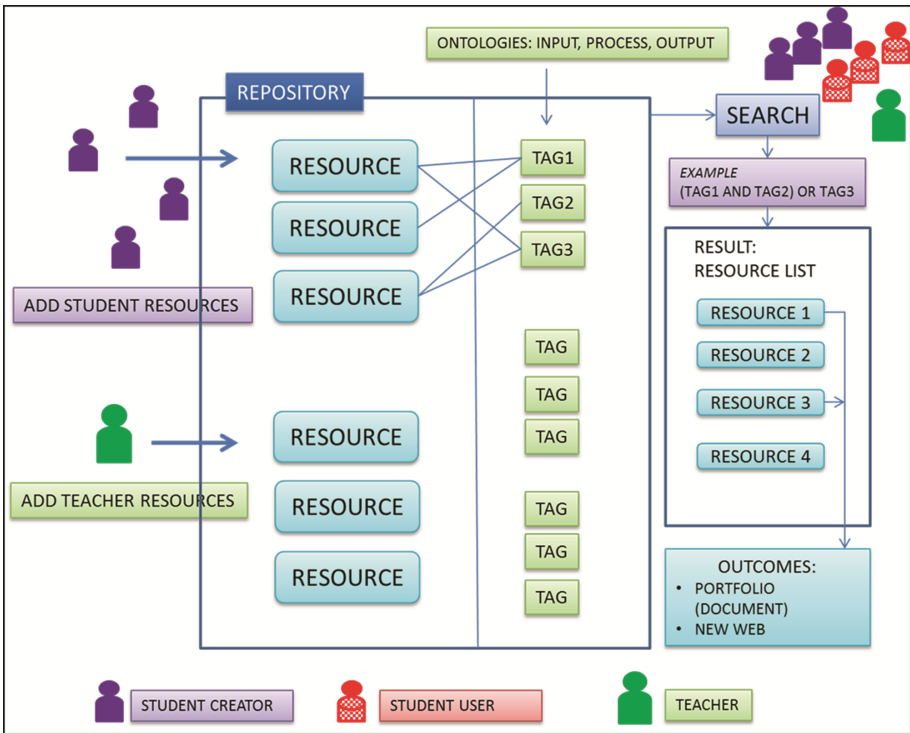 ONTOLOGIES: INPUT, PROCESS, OUTPUT
REPOSITORY
SEARCH
RESOURCE
RESOURCE
RESOURCE
TAG1
TAG2
TAG3
EXAMPLE
(TAG1 AND TAG2) OR TAG3
ADD STUDENT RESOURCES
RESULT:
RESOURCE LIST
RESOURCE 1
RESOURCE 2
RESOURCE 3
RESOURCE 4
TAG
TAG
TAG
RESOURCE
RESOURCE
RESOURCE
ADD TEACHER RESOURCES
TAG
TAG
TAG
OUTCOMES:
• PORTFOLIO
(DOCUMENT)
• NEW WEB
STUDENT CREATOR
STUDENT USER
TEACHER